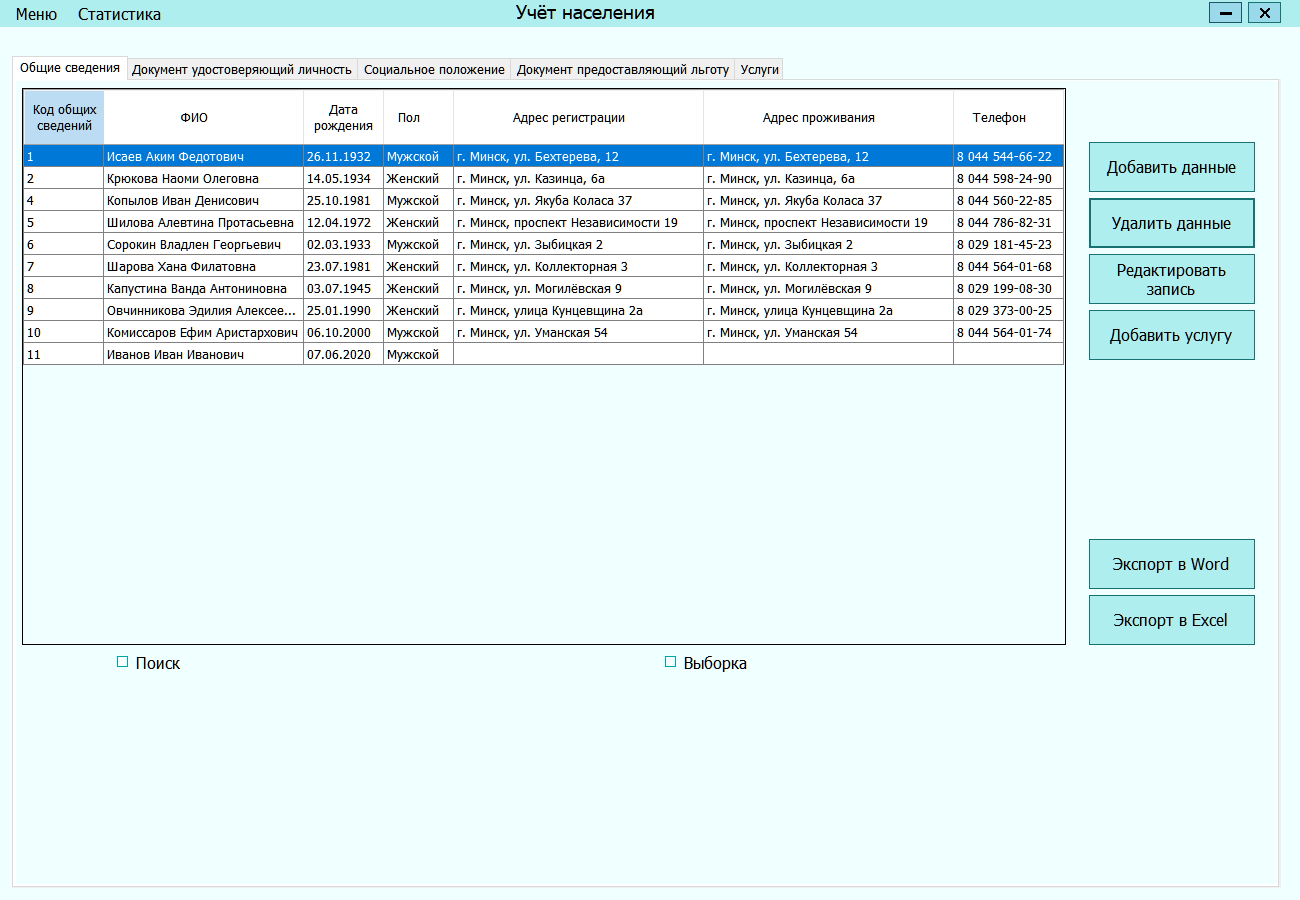 Меню Статистика Учёт населения
Общие сведения Документ удостоверяющий личность Социальное положение Документ предоставляющий льготу Услуги
Код общих сведений ФИО Дата рождения Пол Адрес регистрации Адрес проживания Телефон
1 Исаев Аким Федотович 26.11.1932 Мужской г. Минск, ул. Бехтерева, 12 г. Минск, ул. Бехтерева, 12 8 044 544-66-22
2 Крюкова Наоми Олеговна 14.05.1934 Женский г. Минск, ул. Казинца, 6а г. Минск, ул. Казинца, 6а 8 044 598-24-90
4 Копылов Иван Денисович 25.10.1981 Мужской г. Минск, ул. Якуба Коласа 37 г. Минск, ул. Якуба Коласа 37 8 044 560-22-85
5 Шилова Алевтина Протасьевна 12.04.1972 Женский г. Минск, проспект Независимости 19 г. Минск, проспект Независимости 19 8 044 786-82-31
6 Сорокин Владлен Георгьевич 02.03.1933 Мужской г. Минск, ул. Зыбицкая 2 г. Минск, ул. Зыбицкая 2 8 029 181-45-23
7 Шарова Хана Филатовна 23.07.1981 Женский г. Минск, ул. Коллекторная 3 г. Минск, ул. Коллекторная 3 8 044 564-01-68
8 Капустина Ванда Антониновна 03.07.1945 Женский г. Минск, ул. Могилёвская 9 г. Минск, ул. Могилёвская 9 8 029 199-08-30
9 Овчинникова Эдилия Алексее... 25.01.1990 Женский г. Минск, улица Кунцевщина 2а г. Минск, улица Кунцевщина 2а 8 029 373-00-25
10 Комиссаров Ефим Аристархович 06.10.2000 Мужской г. Минск, ул. Уманская 54 г. Минск, ул. Уманская 54 8 044 564-01-74
11 Иванов Иван Иванович 07.06.2020 Мужской
Добавить данные
Удалить данные
Редактировать
запись
Добавить услугу
Экспорт в Word
Экспорт в Excel
Поиск Выборка